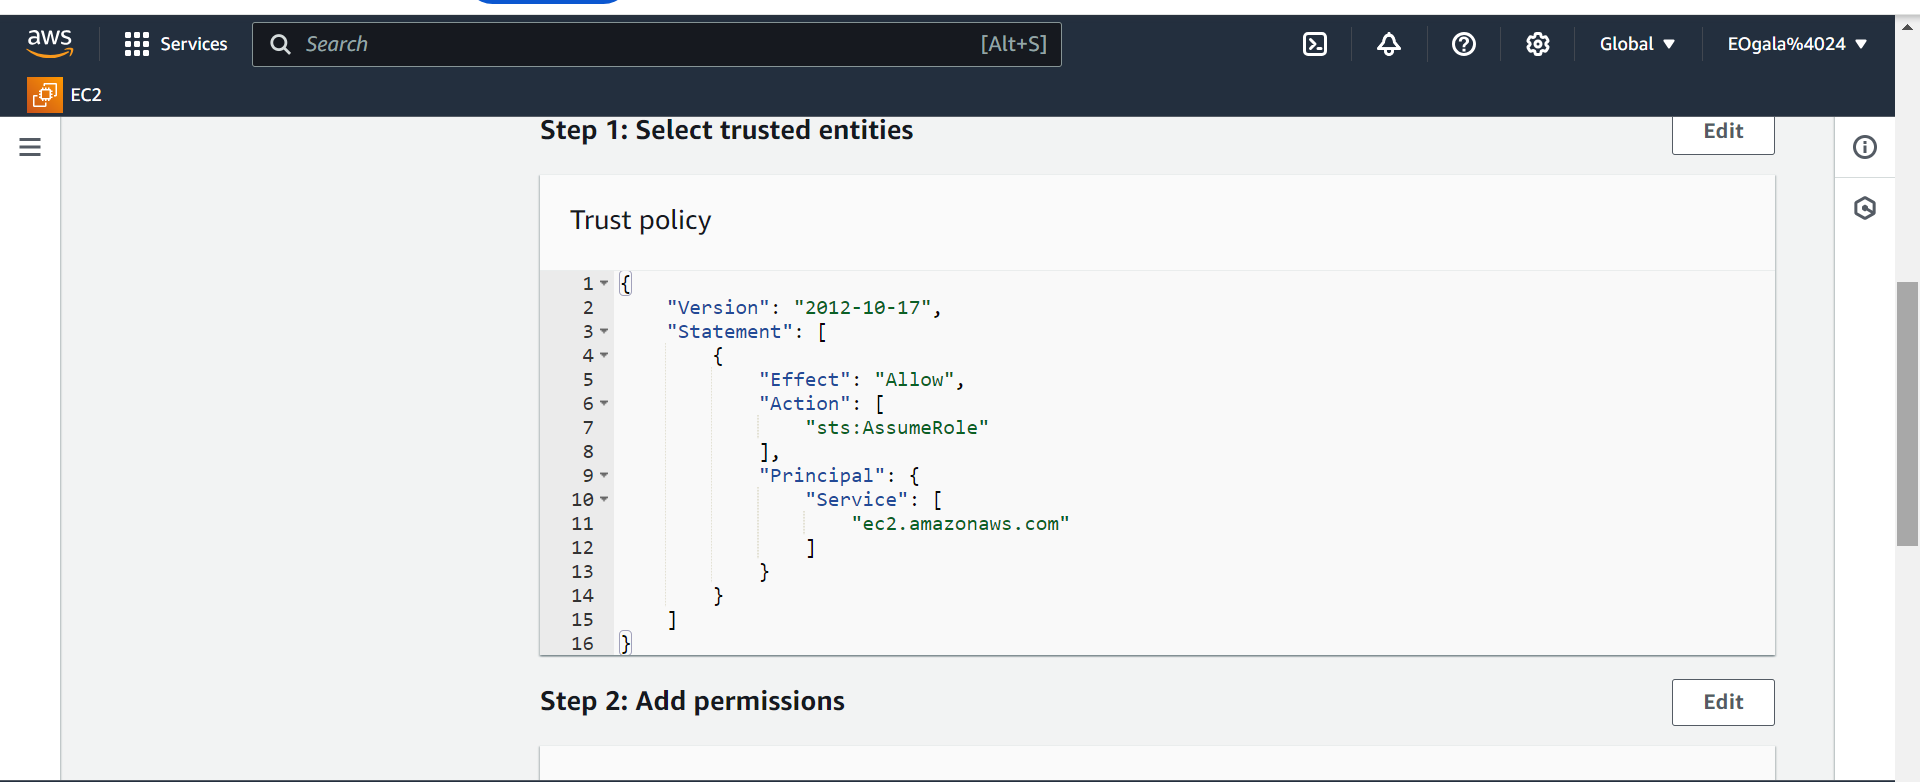 aws Services Search [Alt+S] Global EOgala%4024
EC2
Step 1: Select trusted entities Edit
Trust policy
1 {
2 "Version": "2012-10-17",
3 "Statement": [
4 {
5 "Effect": "Allow",
6 "Action": [
7 "sts:AssumeRole"
8 ],
9 "Principal": {
10 "Service": [
11 "ec2.amazonaws.com"
12 ]
13 }
14 }
15 ]
16 }
Step 2: Add permissions Edit